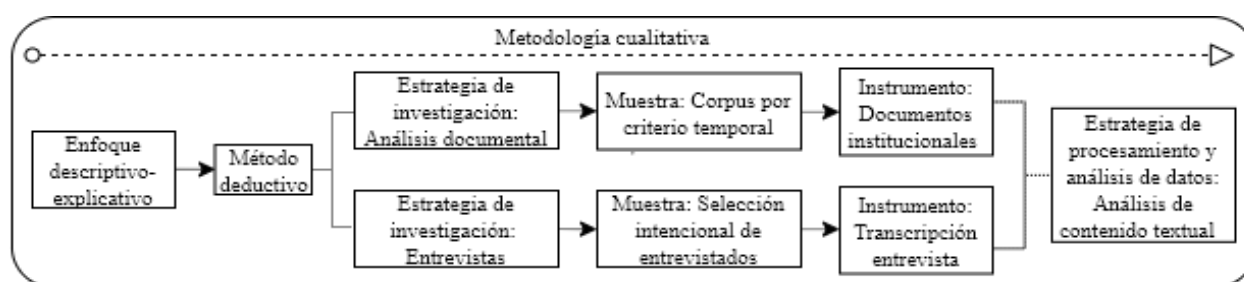 Metodología cualitativa
Enfoque
descriptivo-
explicativo
Método
deductivo
Estrategia de
investigación:
Análisis documental
Muestra: Corpus por
criterio temporal
Instrumento:
Documentos
institucionales
Estrategia de
investigación:
Entrevistas
Muestra: Selección
intencional de
entrevistados
Instrumento:
Transcripción
entrevista
Estrategia de
procesamiento y
análisis de datos:
Análisis de
contenido textual